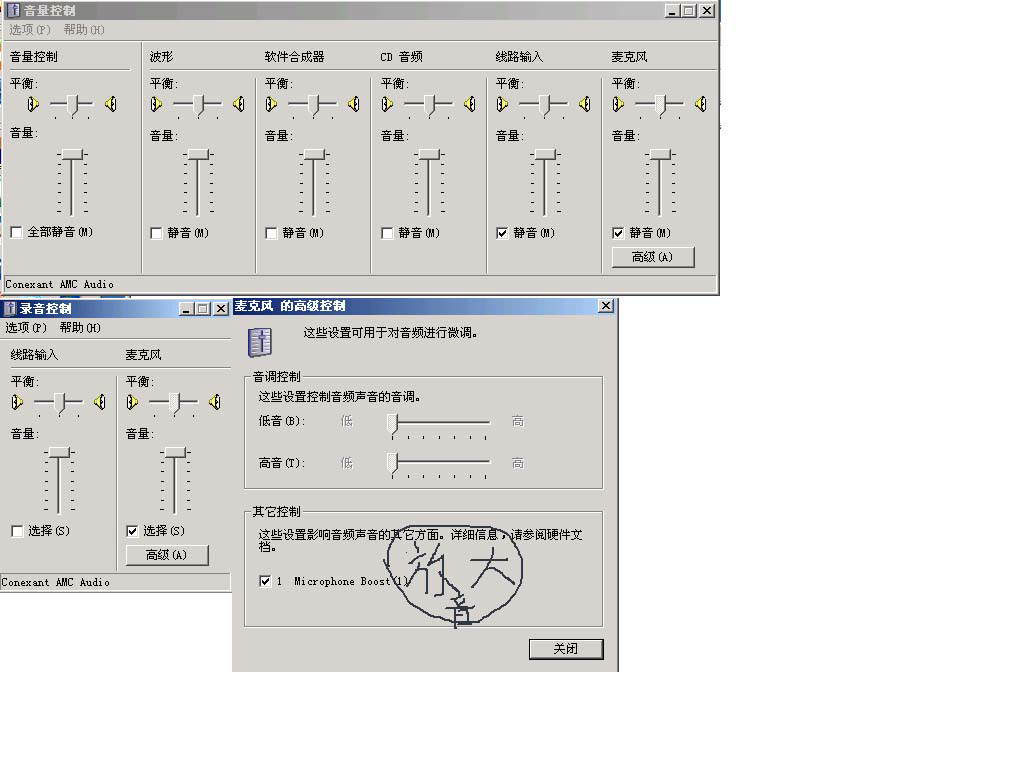 音量控制
选项(P) 帮助(H)
音量控制 波形 软件合成器 CD 音频 线路输入 麦克风
平衡: 平衡: 平衡: 平衡: 平衡: 平衡:
音量: 音量: 音量: 音量: 音量: 音量:
全部静音(M) 静音(M) 静音(M) 静音(M) 静音(M) 静音(M)
高级(A)
Conexant AMC Audio
录音控制
选项(P) 帮助(H)
线路输入 麦克风
平衡: 平衡:
音量: 音量:
选择(S) 选择(S)
高级(A)
Conexant AMC Audio
麦克风 的高级控制
这些设置可用于对音频进行微调。
音调控制
这些设置控制音频声音的音调。
低音(B): 低 高
高音(T): 低 高
其它控制
这些设置影响音频声音的其它方面。详细信息，请参阅硬件文
档。
1 Microphone Boost(1)
放大
音
关闭